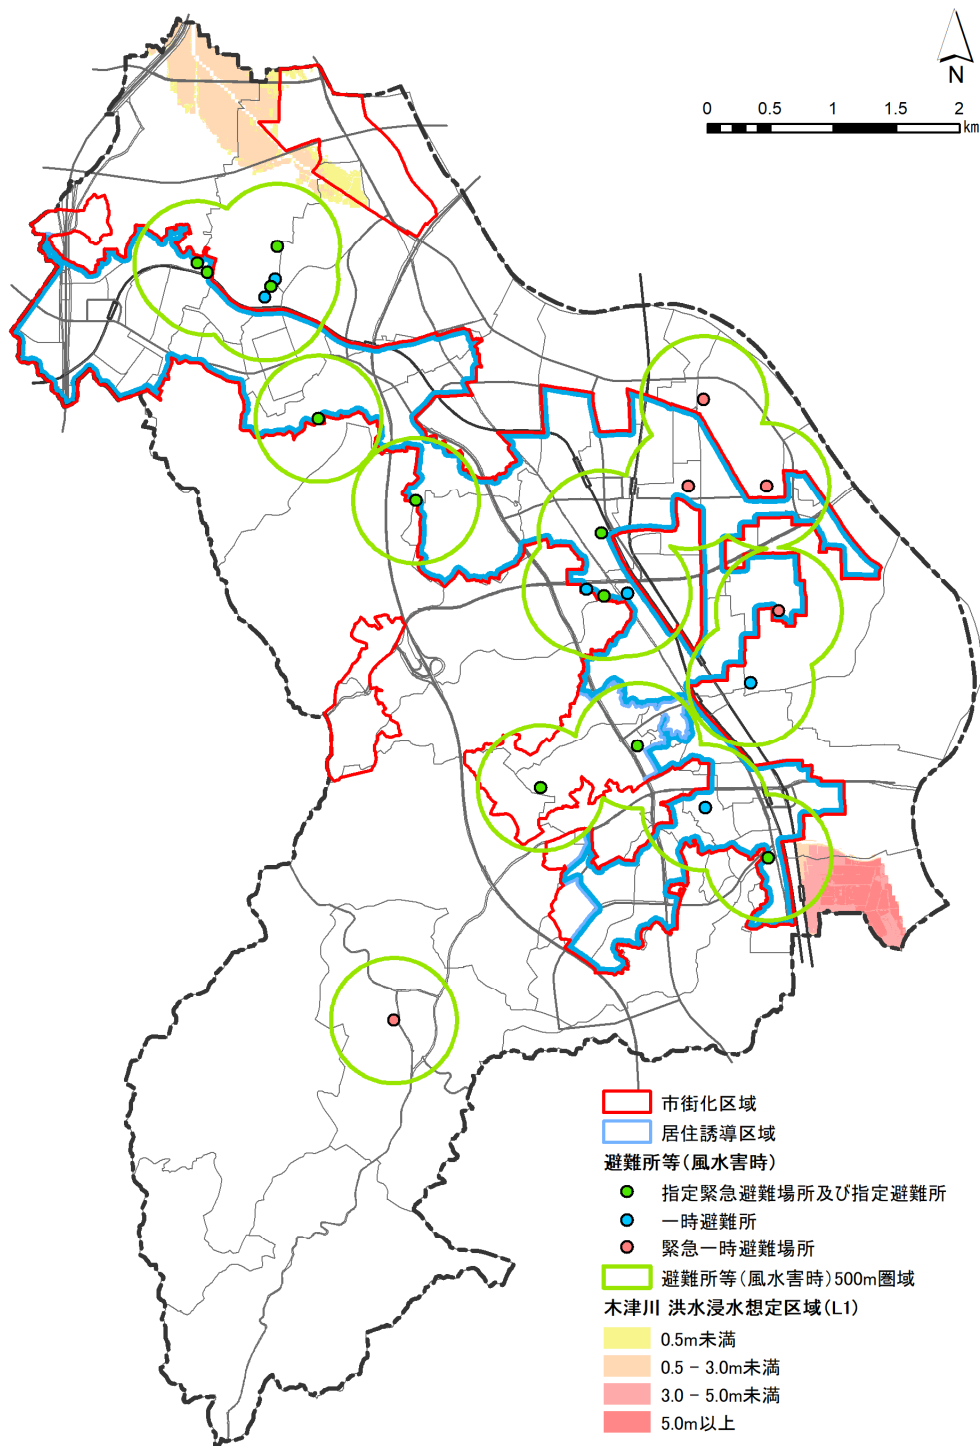 N
0 0.5 1 1.5 2
km
市街化区域
居住誘導区域
避難所等(風水害時)
指定緊急避難場所及び指定避難所
一時避難所
緊急一時避難場所
避難所等(風水害時)500m圏域
木津川 洪水浸水想定区域(L1)
0.5m未満
0.5 - 3.0m未満
3.0 - 5.0m未満
5.0m以上